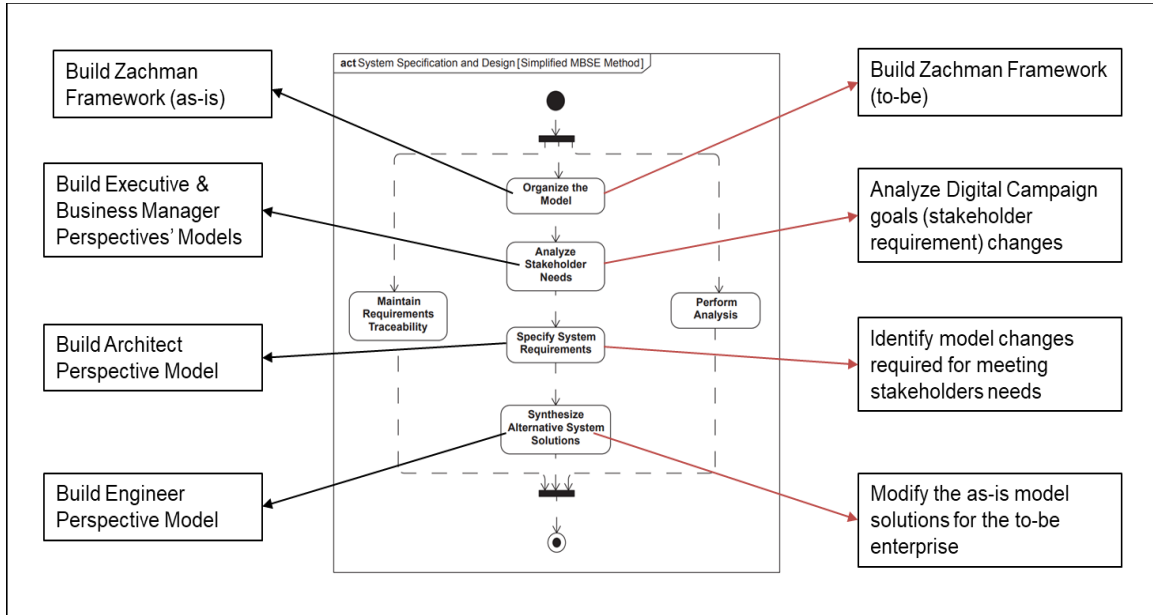 act System Specification and Design [Simplified MBSE Method]
Build Zachman
Framework (as-is)
Build Executive &
Business Manager
Perspectives' Models
Build Architect
Perspective Model
Build Engineer
Perspective Model
Organize the
Model
Analyze
Stakeholder
Needs
Maintain
Requirements
Traceability
Perform
Analysis
Specify System
Requirements
Synthesize
Alternative System
Solutions
Build Zachman Framework
(to-be)
Analyze Digital Campaign
goals (stakeholder
requirement) changes
Identify model changes
required for meeting
stakeholders needs
Modify the as-is model
solutions for the to-be
enterprise